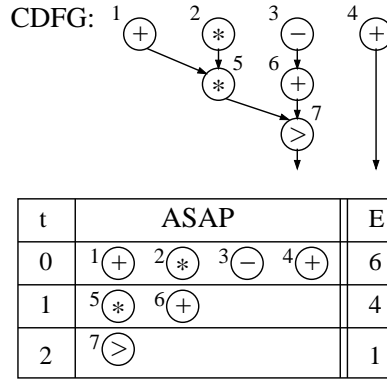 CDFG: 1 + 2 * 3 − 4 +
5 * 6 +
7 >
t ASAP E
0 1 + 2 * 3 − 4 + 6
1 5 * 6 + 4
2 7 > 1